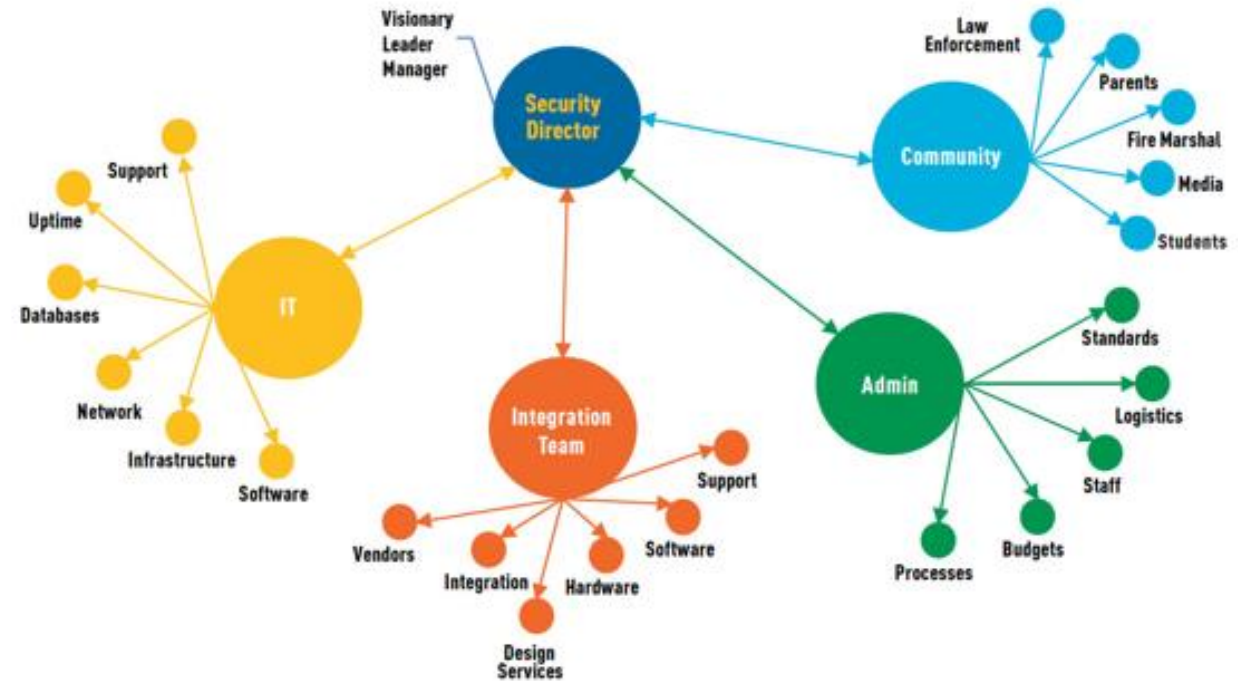 Visionary
Leader
Manager
Security
Director
Law
Enforcement
Parents
Fire Marshal
Media
Students
Community
Support
Uptime
Databases
Network
Infrastructure
Software
IT
Integration
Team
Support
Software
Hardware
Design
Services
Integration
Vendors
Admin
Standards
Logistics
Staff
Budgets
Processes